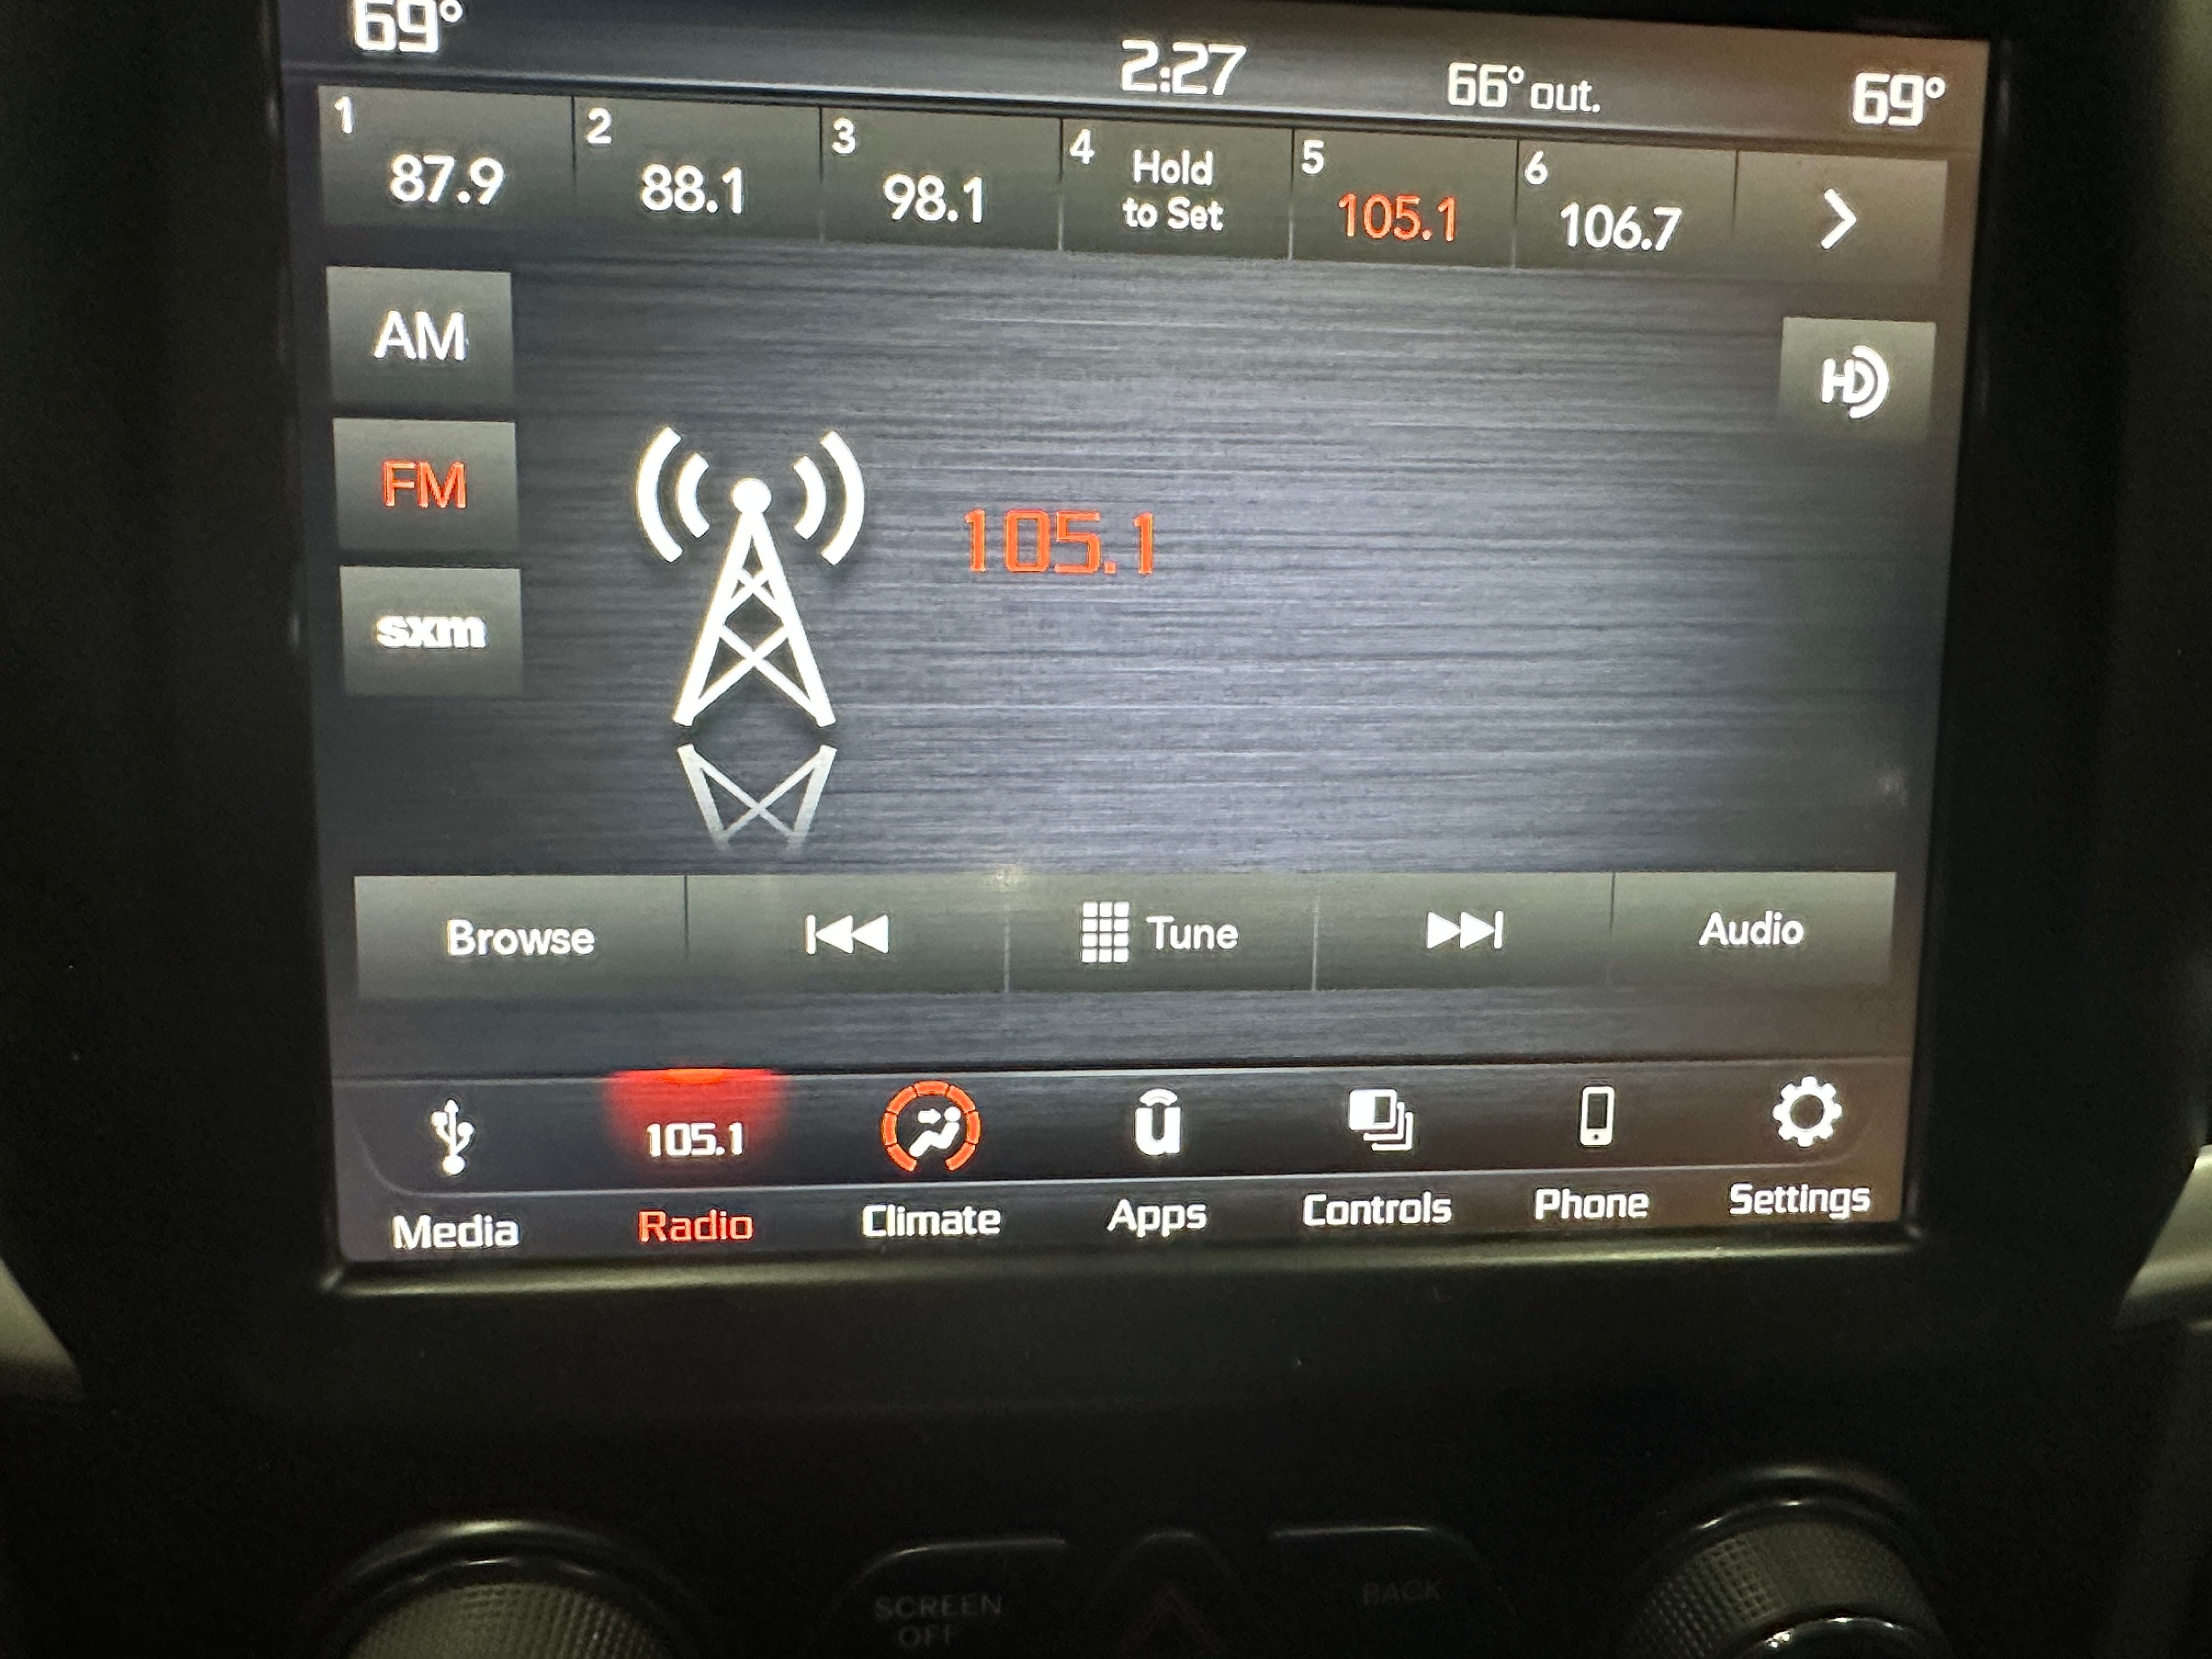 69°
2:27
66° out.
69°
1
87.9
2
88.1
3
98.1
4
Hold
to Set
5
105.1
6
106.7
AM
HD
FM
105.1
sxm
Browse
Tune
Audio
105.1
u
Media
Radio
Climate
Apps
Controls
Phone
Settings
SCREEN
OFF
BACK